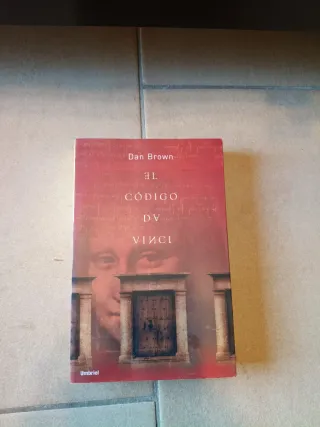 Dan Brown
EL
CÓDIGO
DA
VINCI
Umbriel